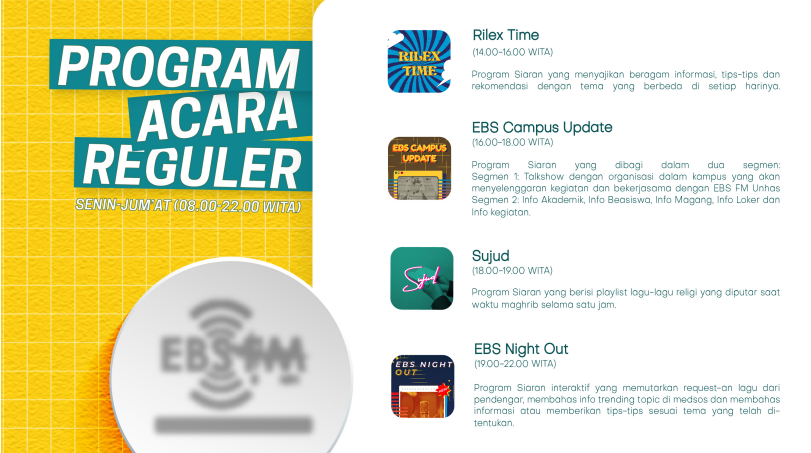 PROGRAM
ACARA
REGULER
SENIN-JUM'AT (08.00-22.00 WITA)
EBS FM
RILEX
TIME
Rilex Time
(14.00-16.00 WITA)
Program Siaran yang menyajikan beragam informasi, tips-tips dan
rekomendasi dengan tema yang berbeda di setiap harinya.
EBS CAMPUS
UPDATE
EBS Campus Update
(16.00-18.00 WITA)
Program Siaran yang dibagi dalam dua segmen:
Segmen 1: Talkshow dengan organisasi dalam kampus yang akan
menyelenggaran kegiatan dan bekerjasama dengan EBS FM Unhas
Segmen 2: Info Akademik, Info Beasiswa, Info Magang, Info Loker dan
Info kegiatan.
Sujud
Sujud
(18.00-19.00 WITA)
Program Siaran yang berisi playlist lagu-lagu religi yang diputar saat
waktu maghrib selama satu jam.
EBS NIGHT
OUT
EBS Night Out
(19.00-22.00 WITA)
Program Siaran interaktif yang memutarkan request-an lagu dari
pendengar, membahas info trending topic di medsos dan membahas
informasi atau memberikan tips-tips sesuai tema yang telah di-
tentukan.